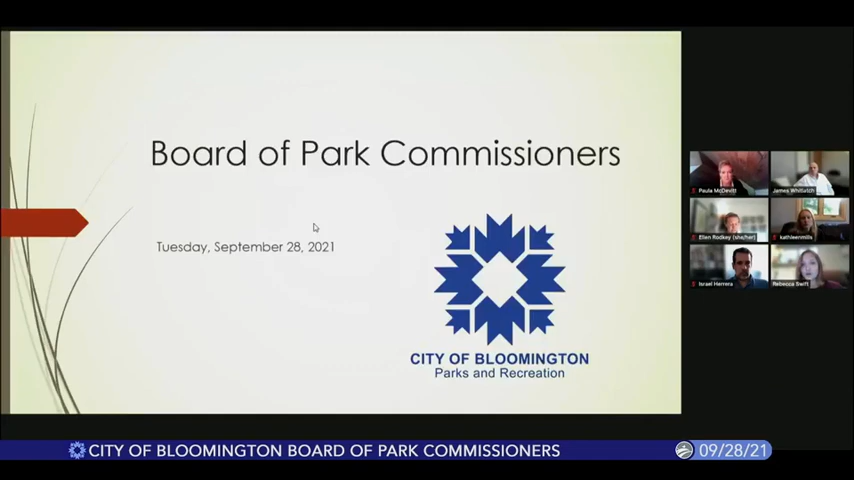 Board of Park Commissioners
Tuesday, September 28, 2021
CITY OF BLOOMINGTON
Parks and Recreation
Paula McDevitt
James Whitlatch
Ellen Rodkey (she/her)
kathleenmills
Israel Herrera
Rebecca Swift
CITY OF BLOOMINGTON BOARD OF PARK COMMISSIONERS
09/28/21